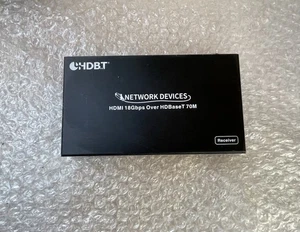 HDBT
NETWORK DEVICES
HDMI 18Gbps Over HDBaseT 70M
Receiver